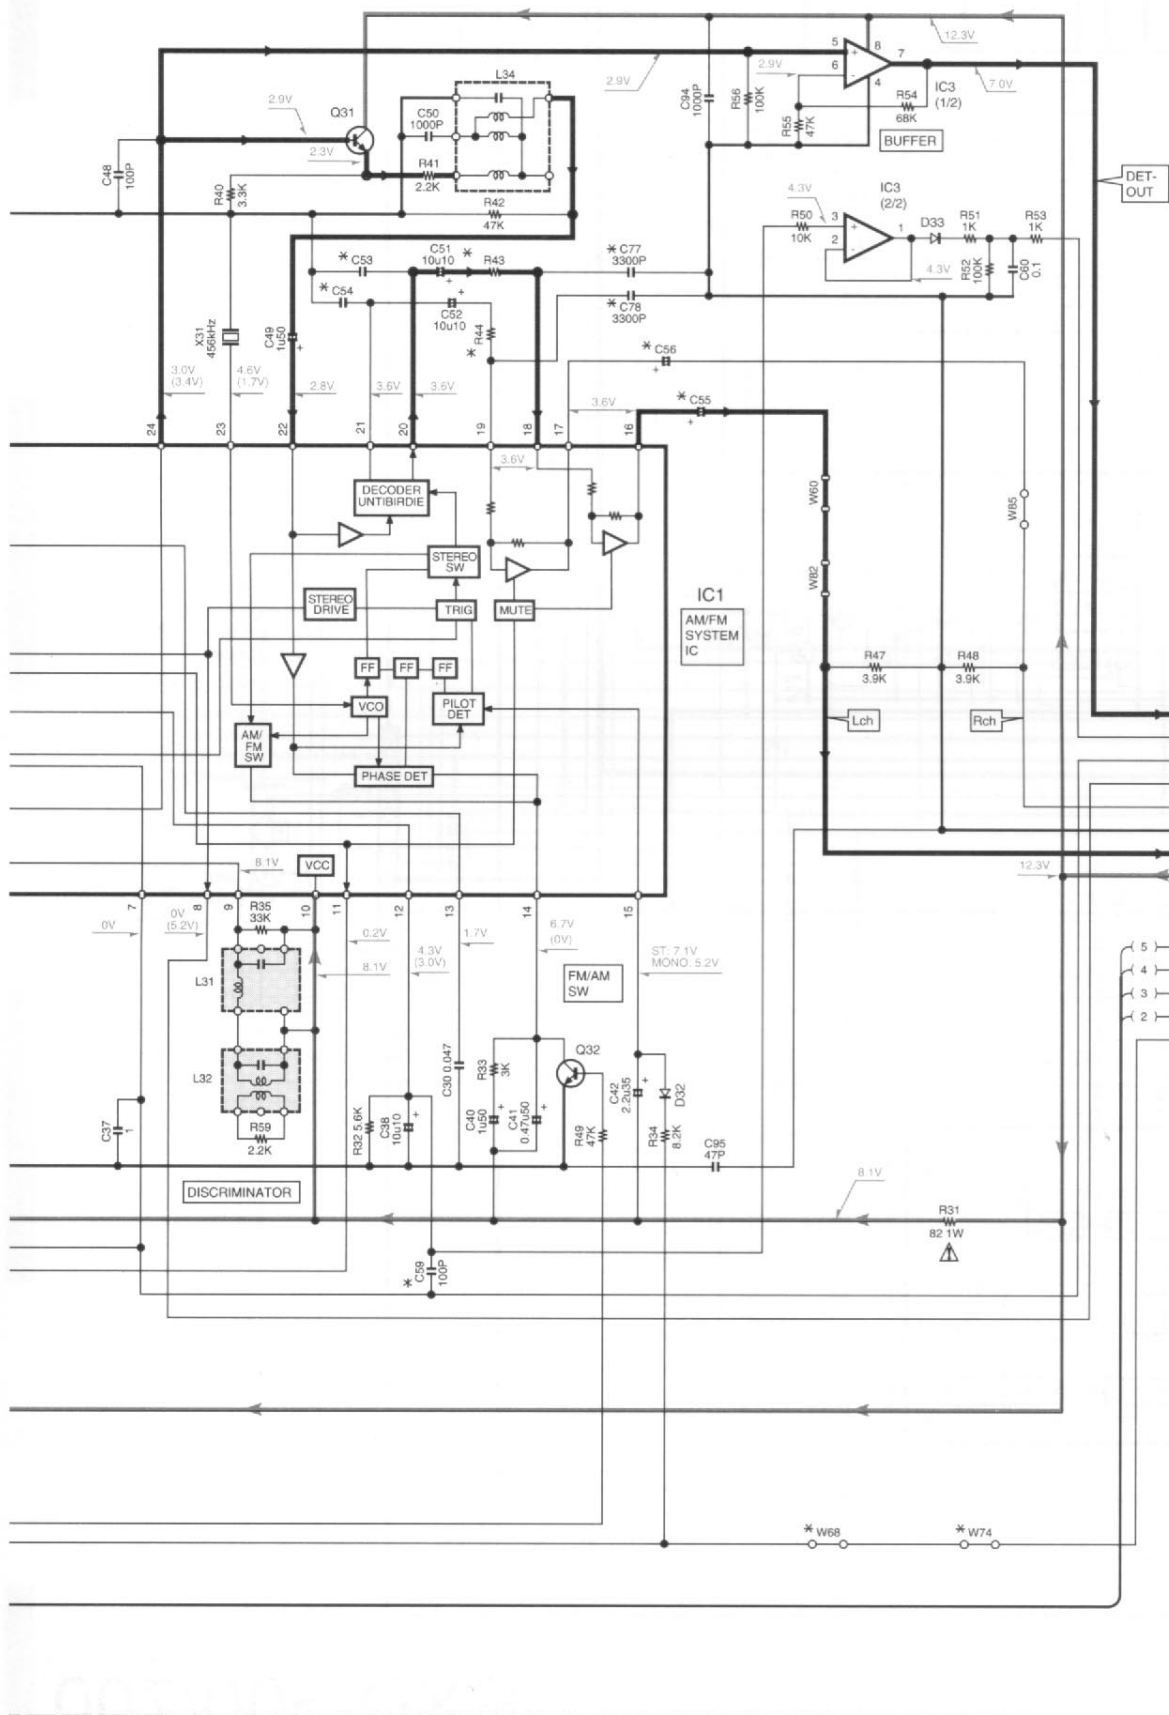 12.3V
5
8
7
+
6
-
4
2.9V
2.9V
7.0V
L34
IC3
(1/2)
2.9V
Q31
C50
1000P
C94
1000P
R56
100K
R55
47K
R54
68K
BUFFER
2.3V
C48
100P
R41
2.2K
R40
3.3K
DET-
OUT
R42
47K
4.3V
IC3
(2/2)
R50
10K
3
+
2
-
1
D33
R51
1K
R53
1K
R52
100K
C60
0.1
4.3V
* C53
C51
10u10
+
*
R43
* C77
3300P
* C54
C52
10u10
+
* C78
3300P
X31
456kHz
C49
1u50
+
R44
*
* C56
+
3.0V
(3.4V)
4.6V
(1.7V)
2.8V
3.6V
3.6V
3.6V
* C55
+
24
23
22
21
20
19
18
17
16
3.6V
DECODER
UNTIBIRDIE
W60
W85
STEREO
SW
W82
STEREO
DRIVE
TRIG
MUTE
IC1
AM/FM
SYSTEM
IC
FF
FF
FF
R47
3.9K
R48
3.9K
VCO
PILOT
DET
Lch
Rch
AM/
FM
SW
PHASE DET
8.1V
VCC
12.3V
7
8
9
10
11
12
13
14
15
0V
0V
(5.2V)
R35
33K
0.2V
1.7V
6.7V
(0V)
4.3V
(3.0V)
8.1V
ST: 7.1V
MONO: 5.2V
L31
FM/AM
SW
5
4
3
2
L32
C30 0.047
R33
3K
Q32
C42
2.2u35
+
D32
C37
1
R59
2.2K
R32 5.6K
C38
10u10
+
C40
1u50
+
C41
0.47u50
+
R49
47K
R34
8.2K
C95
47P
DISCRIMINATOR
8.1V
R31
82 1W
* C59
100P
* W68
* W74